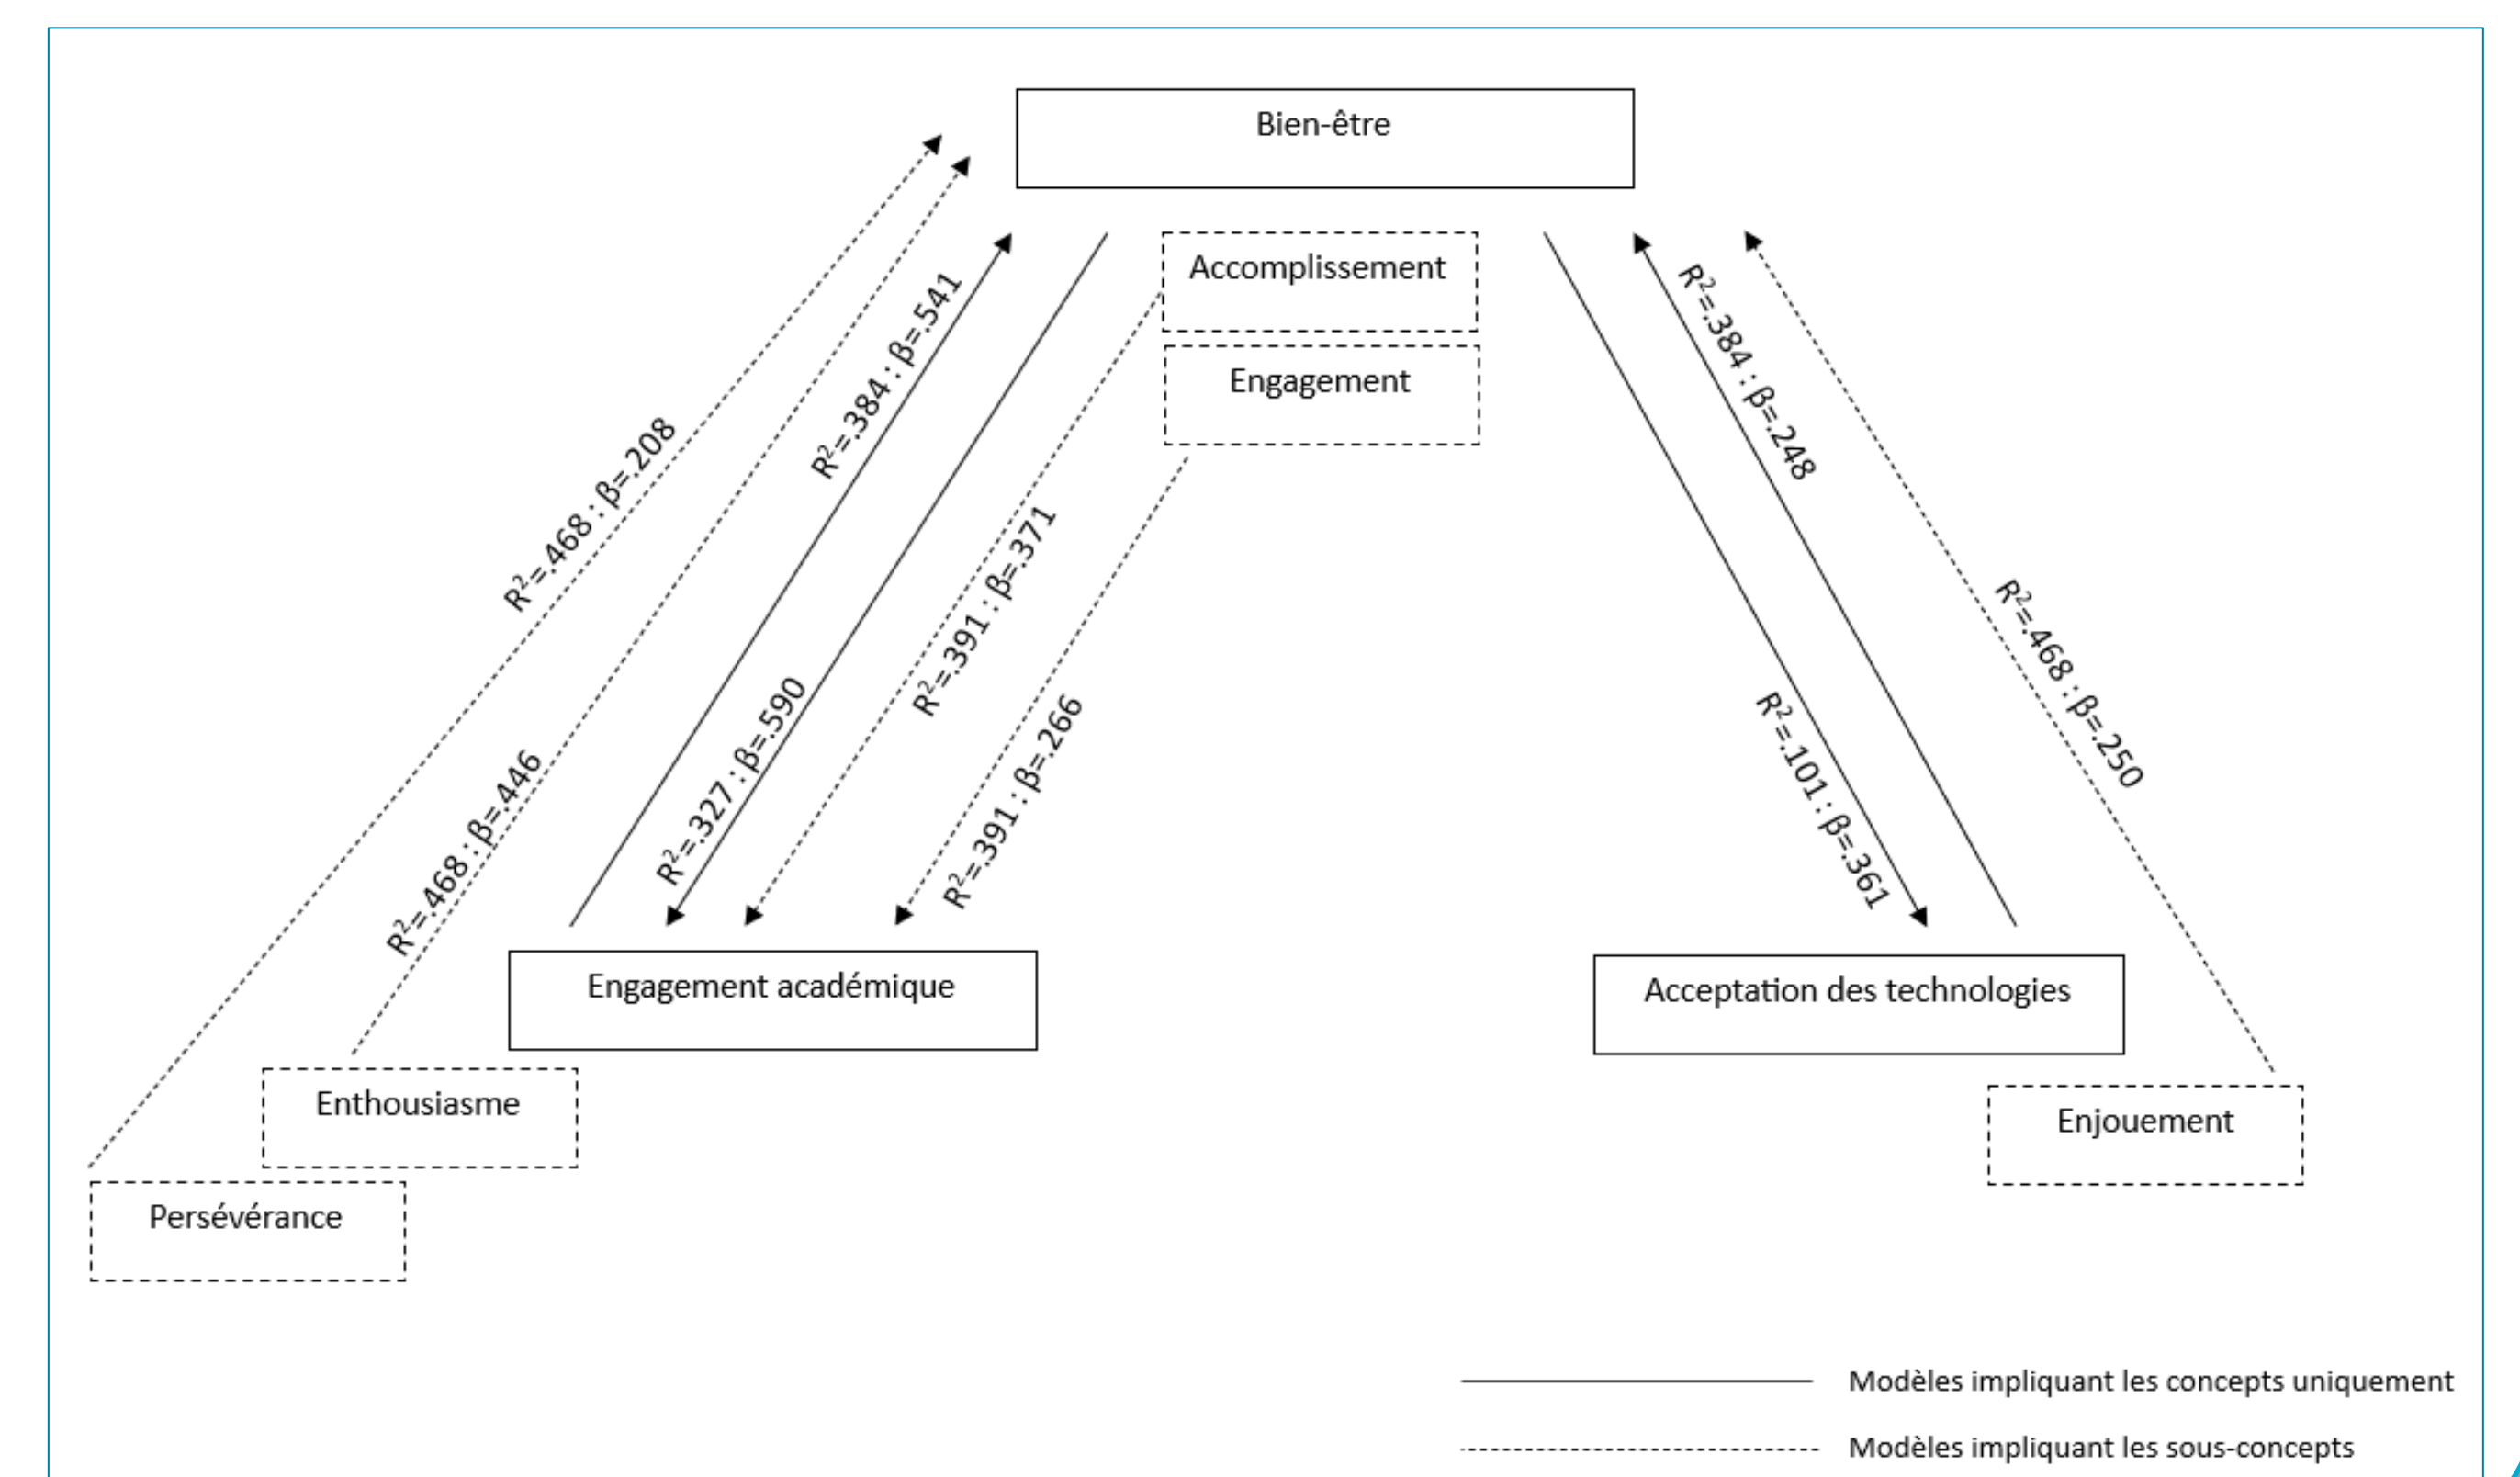 Bien-être
Accomplissement
Engagement
R²=.468 : β=.208
R²=.468 : β=.446
R²=.384 : β=.541
R²=.327 : β=.590
R²=.391 : β=.371
R²=.391 : β=.266
R²=.384 : β=.248
R²=.101 : β=.361
R²=.468 : β=.250
Engagement académique
Acceptation des technologies
Enthousiasme
Enjouement
Persévérance
Modèles impliquant les concepts uniquement
Modèles impliquant les sous-concepts